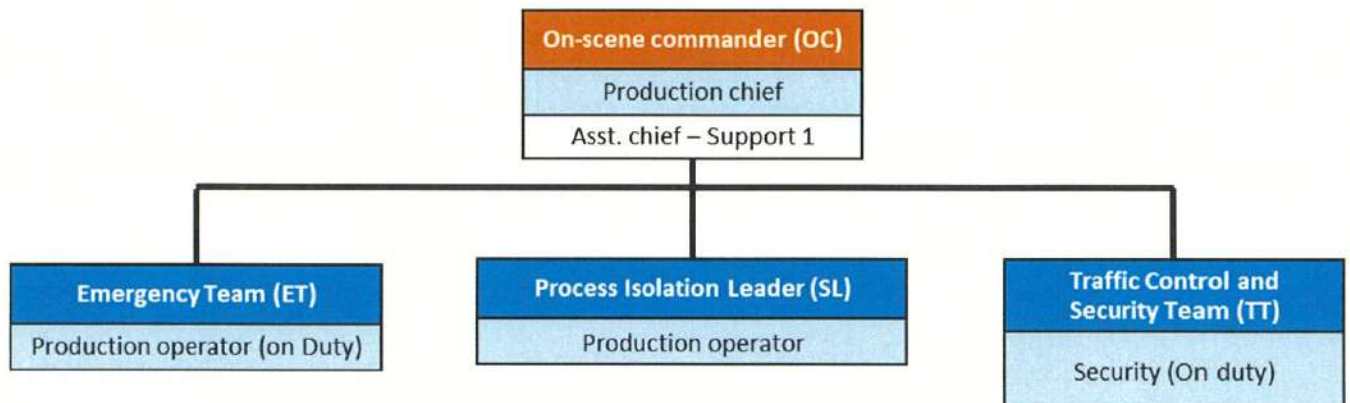 On-scene commander (OC)
Production chief
Asst. chief – Support 1
Emergency Team (ET)
Production operator (on Duty)
Process Isolation Leader (SL)
Production operator
Traffic Control and
Security Team (TT)
Security (On duty)